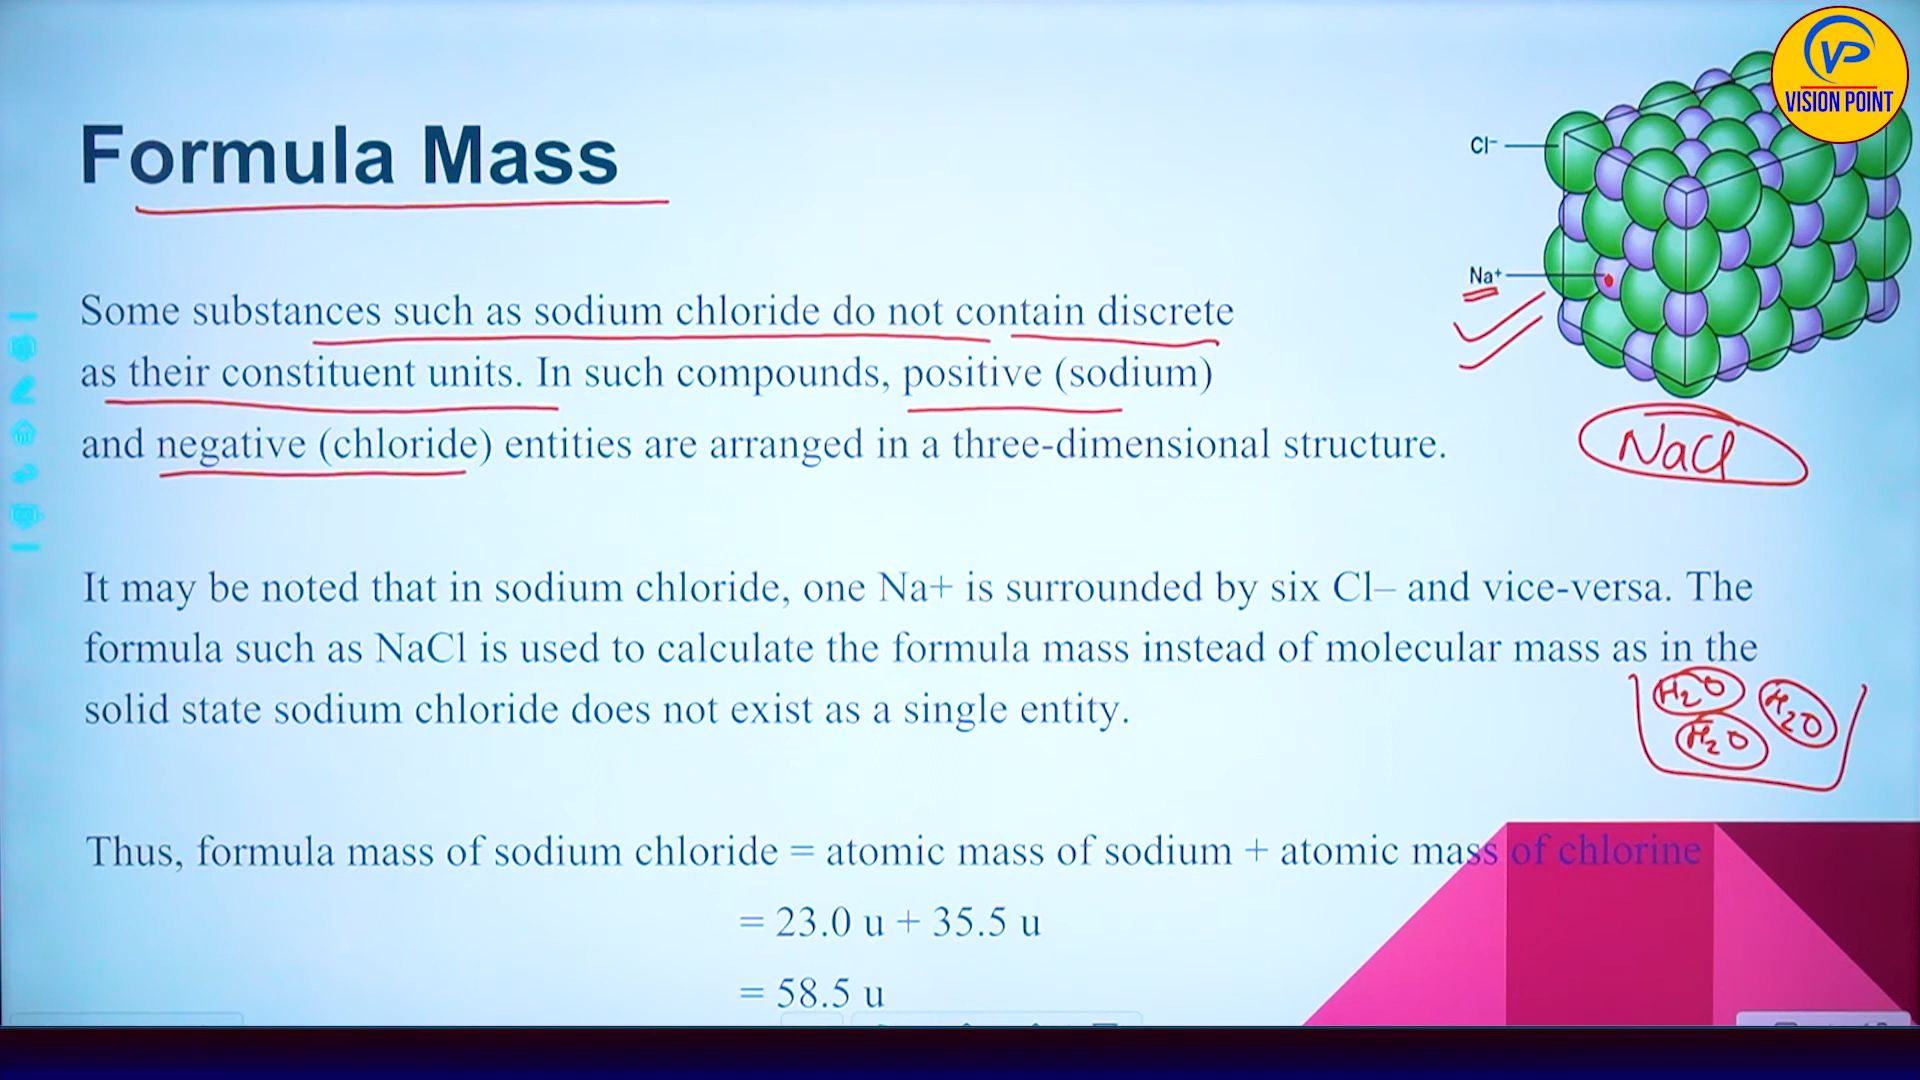 VP
VISION POINT
Formula Mass
Cl⁻
Na⁺
Some substances such as sodium chloride do not contain discrete
as their constituent units. In such compounds, positive (sodium)
and negative (chloride) entities are arranged in a three-dimensional structure.
NaCl
It may be noted that in sodium chloride, one Na+ is surrounded by six Cl– and vice-versa. The
formula such as NaCl is used to calculate the formula mass instead of molecular mass as in the
solid state sodium chloride does not exist as a single entity.
H₂O
H₂O
H₂O
Thus, formula mass of sodium chloride = atomic mass of sodium + atomic mass of chlorine
= 23.0 u + 35.5 u
= 58.5 u